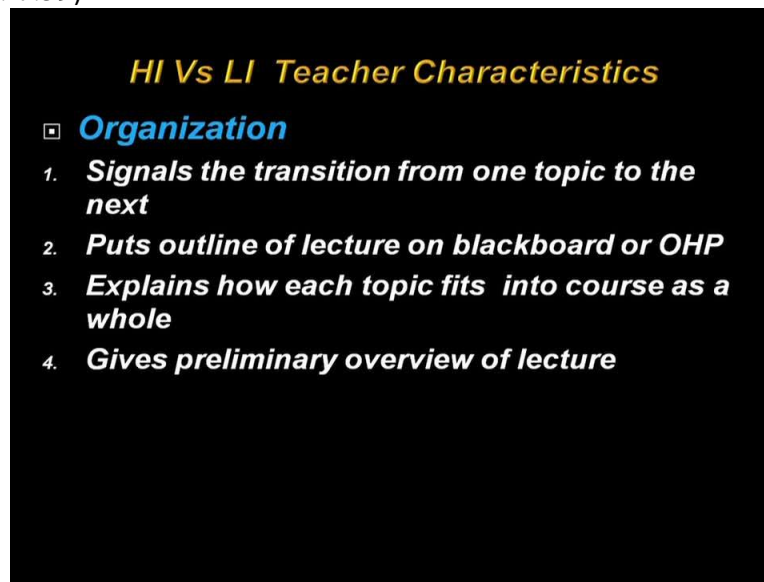 HI Vs LI Teacher Characteristics
Organization
1. Signals the transition from one topic to the
next
2. Puts outline of lecture on blackboard or OHP
3. Explains how each topic fits into course as a
whole
4. Gives preliminary overview of lecture